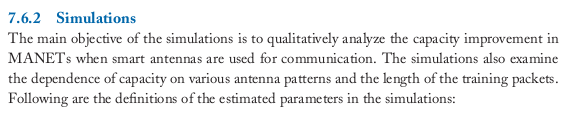 7.6.2 Simulations
The main objective of the simulations is to qualitatively analyze the capacity improvement in
MANETs when smart antennas are used for communication. The simulations also examine
the dependence of capacity on various antenna patterns and the length of the training packets.
Following are the definitions of the estimated parameters in the simulations: